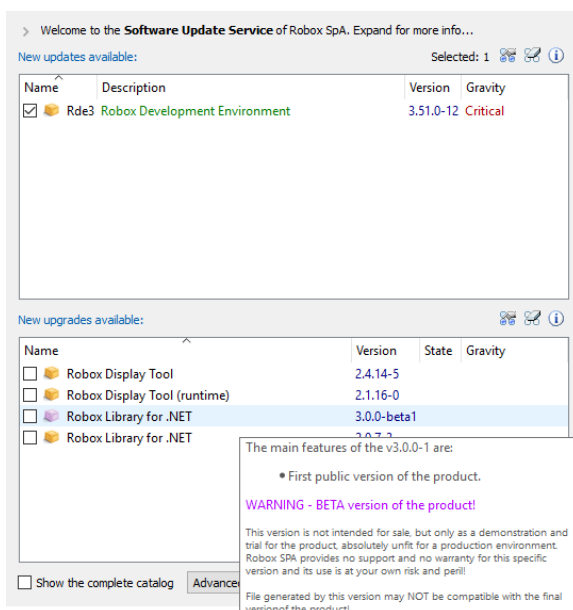 Welcome to the Software Update Service of Robox SpA. Expand for more info...
New updates available:
Selected: 1
Name Description Version Gravity
Rde3 Robox Development Environment 3.51.0-12 Critical
New upgrades available:
Name Version State Gravity
Robox Display Tool 2.4.14-5
Robox Display Tool (runtime) 2.1.16-0
Robox Library for .NET 3.0.0-beta1
Robox Library for .NET
The main features of the v3.0.0-1 are:
• First public version of the product.
WARNING - BETA version of the product!
This version is not intended for sale, but only as a demonstration and
trial for the product, absolutely unfit for a production environment.
Robox SPA provides no support and no warranty for this specific
version and its use is at your own risk and peril!
File generated by this version may NOT be compatible with the final
versionof the product!
Show the complete catalog